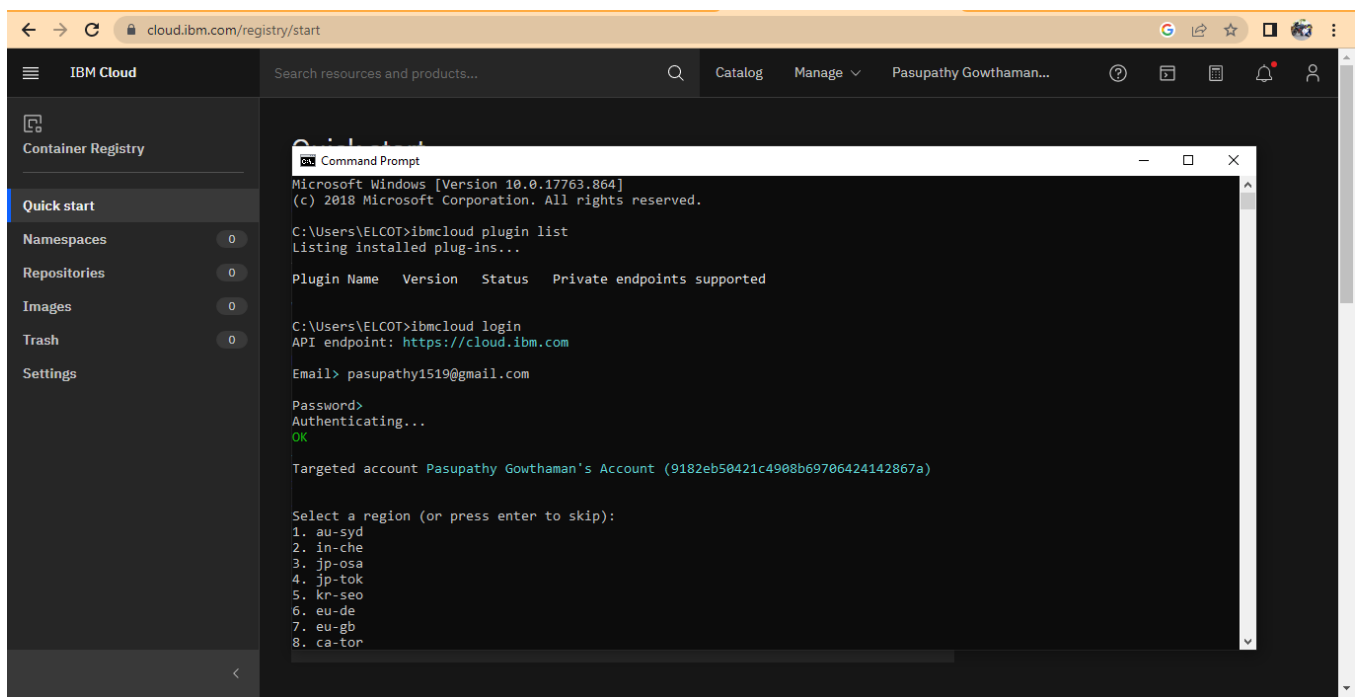 cloud.ibm.com/registry/start
IBM Cloud
Search resources and products...
Catalog
Manage
Pasupathy Gowthaman...
Container Registry
Quick start
Namespaces 0
Repositories 0
Images 0
Trash 0
Settings
Quick start
Command Prompt
Microsoft Windows [Version 10.0.17763.864]
(c) 2018 Microsoft Corporation. All rights reserved.
C:\Users\ELCOT>ibmcloud plugin list
Listing installed plug-ins...
Plugin Name   Version   Status   Private endpoints supported
C:\Users\ELCOT>ibmcloud login
API endpoint: https://cloud.ibm.com
Email> pasupathy1519@gmail.com
Password>
Authenticating...
OK
Targeted account Pasupathy Gowthaman's Account (9182eb50421c4908b69706424142867a)
Select a region (or press enter to skip):
1. au-syd
2. in-che
3. jp-osa
4. jp-tok
5. kr-seo
6. eu-de
7. eu-gb
8. ca-tor